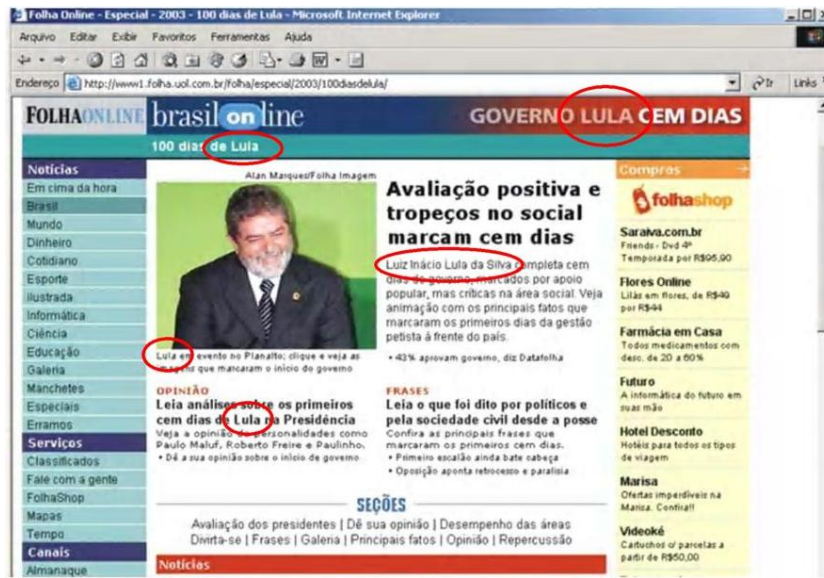 Folha Online - Especial - 2003 - 100 dias de Lula - Microsoft Internet Explorer
Arquivo Editar Exibir Favoritos Ferramentas Ajuda
Endereço http://www1.folha.uol.com.br/folha/especial/2003/100diasdelula/ Ir Links
FOLHAONLINE brasil online GOVERNO LULA CEM DIAS
100 dias de Lula
Notícias
Em cima da hora
Brasil
Mundo
Dinheiro
Cotidiano
Esporte
Ilustrada
Informática
Ciência
Educação
Galeria
Manchetes
Especiais
Erramos
Serviços
Classificados
Fale com a gente
FolhaShop
Mapas
Tempo
Canais
Almanaque
Alan Marques/Folha Imagem
Lula em evento no Planalto; clique e veja as
imagens que marcaram o início do governo
Avaliação positiva e
tropeços no social
marcam cem dias
Luiz Inácio Lula da Silva completa cem
dias de governo, marcados por apoio
popular, mas críticas na área social. Veja
animação com os principais fatos que
marcaram os primeiros dias da gestão
petista à frente do país.
• 43% aprovam governo, diz Datafolha
OPINIÃO
Leia análises sobre os primeiros
cem dias de Lula na Presidência
Veja a opinião de personalidades como
Paulo Maluf, Roberto Freire e Paulinho.
• Dê a sua opinião sobre o início de governo
FRASES
Leia o que foi dito por políticos e
pela sociedade civil desde a posse
Confira as principais frases que
marcaram os primeiros cem dias.
• Primeiro escalão ainda bate cabeça
• Oposição aponta retrocesso e paralisia
SEÇÕES
Avaliação dos presidentes | Dê sua opinião | Desempenho das áreas
Divirta-se | Frases | Galeria | Principais fatos | Opinião | Repercussão
Notícias
Compras
folhashop
Saraiva.com.br
Friends - Dvd 4ª
Temporada por R$95,90
Flores Online
Lilás em flores, de R$49
por R$44
Farmácia em Casa
Todos medicamentos com
desc. de 20 a 60%
Futuro
A informática do futuro em
suas mão
Hotel Desconto
Hotéis para todos os tipos
de viagem
Marisa
Ofertas imperdíveis na
Marisa. Confira!!
Videokê
Cartuchos c/ parcelas a
partir de R$50,00